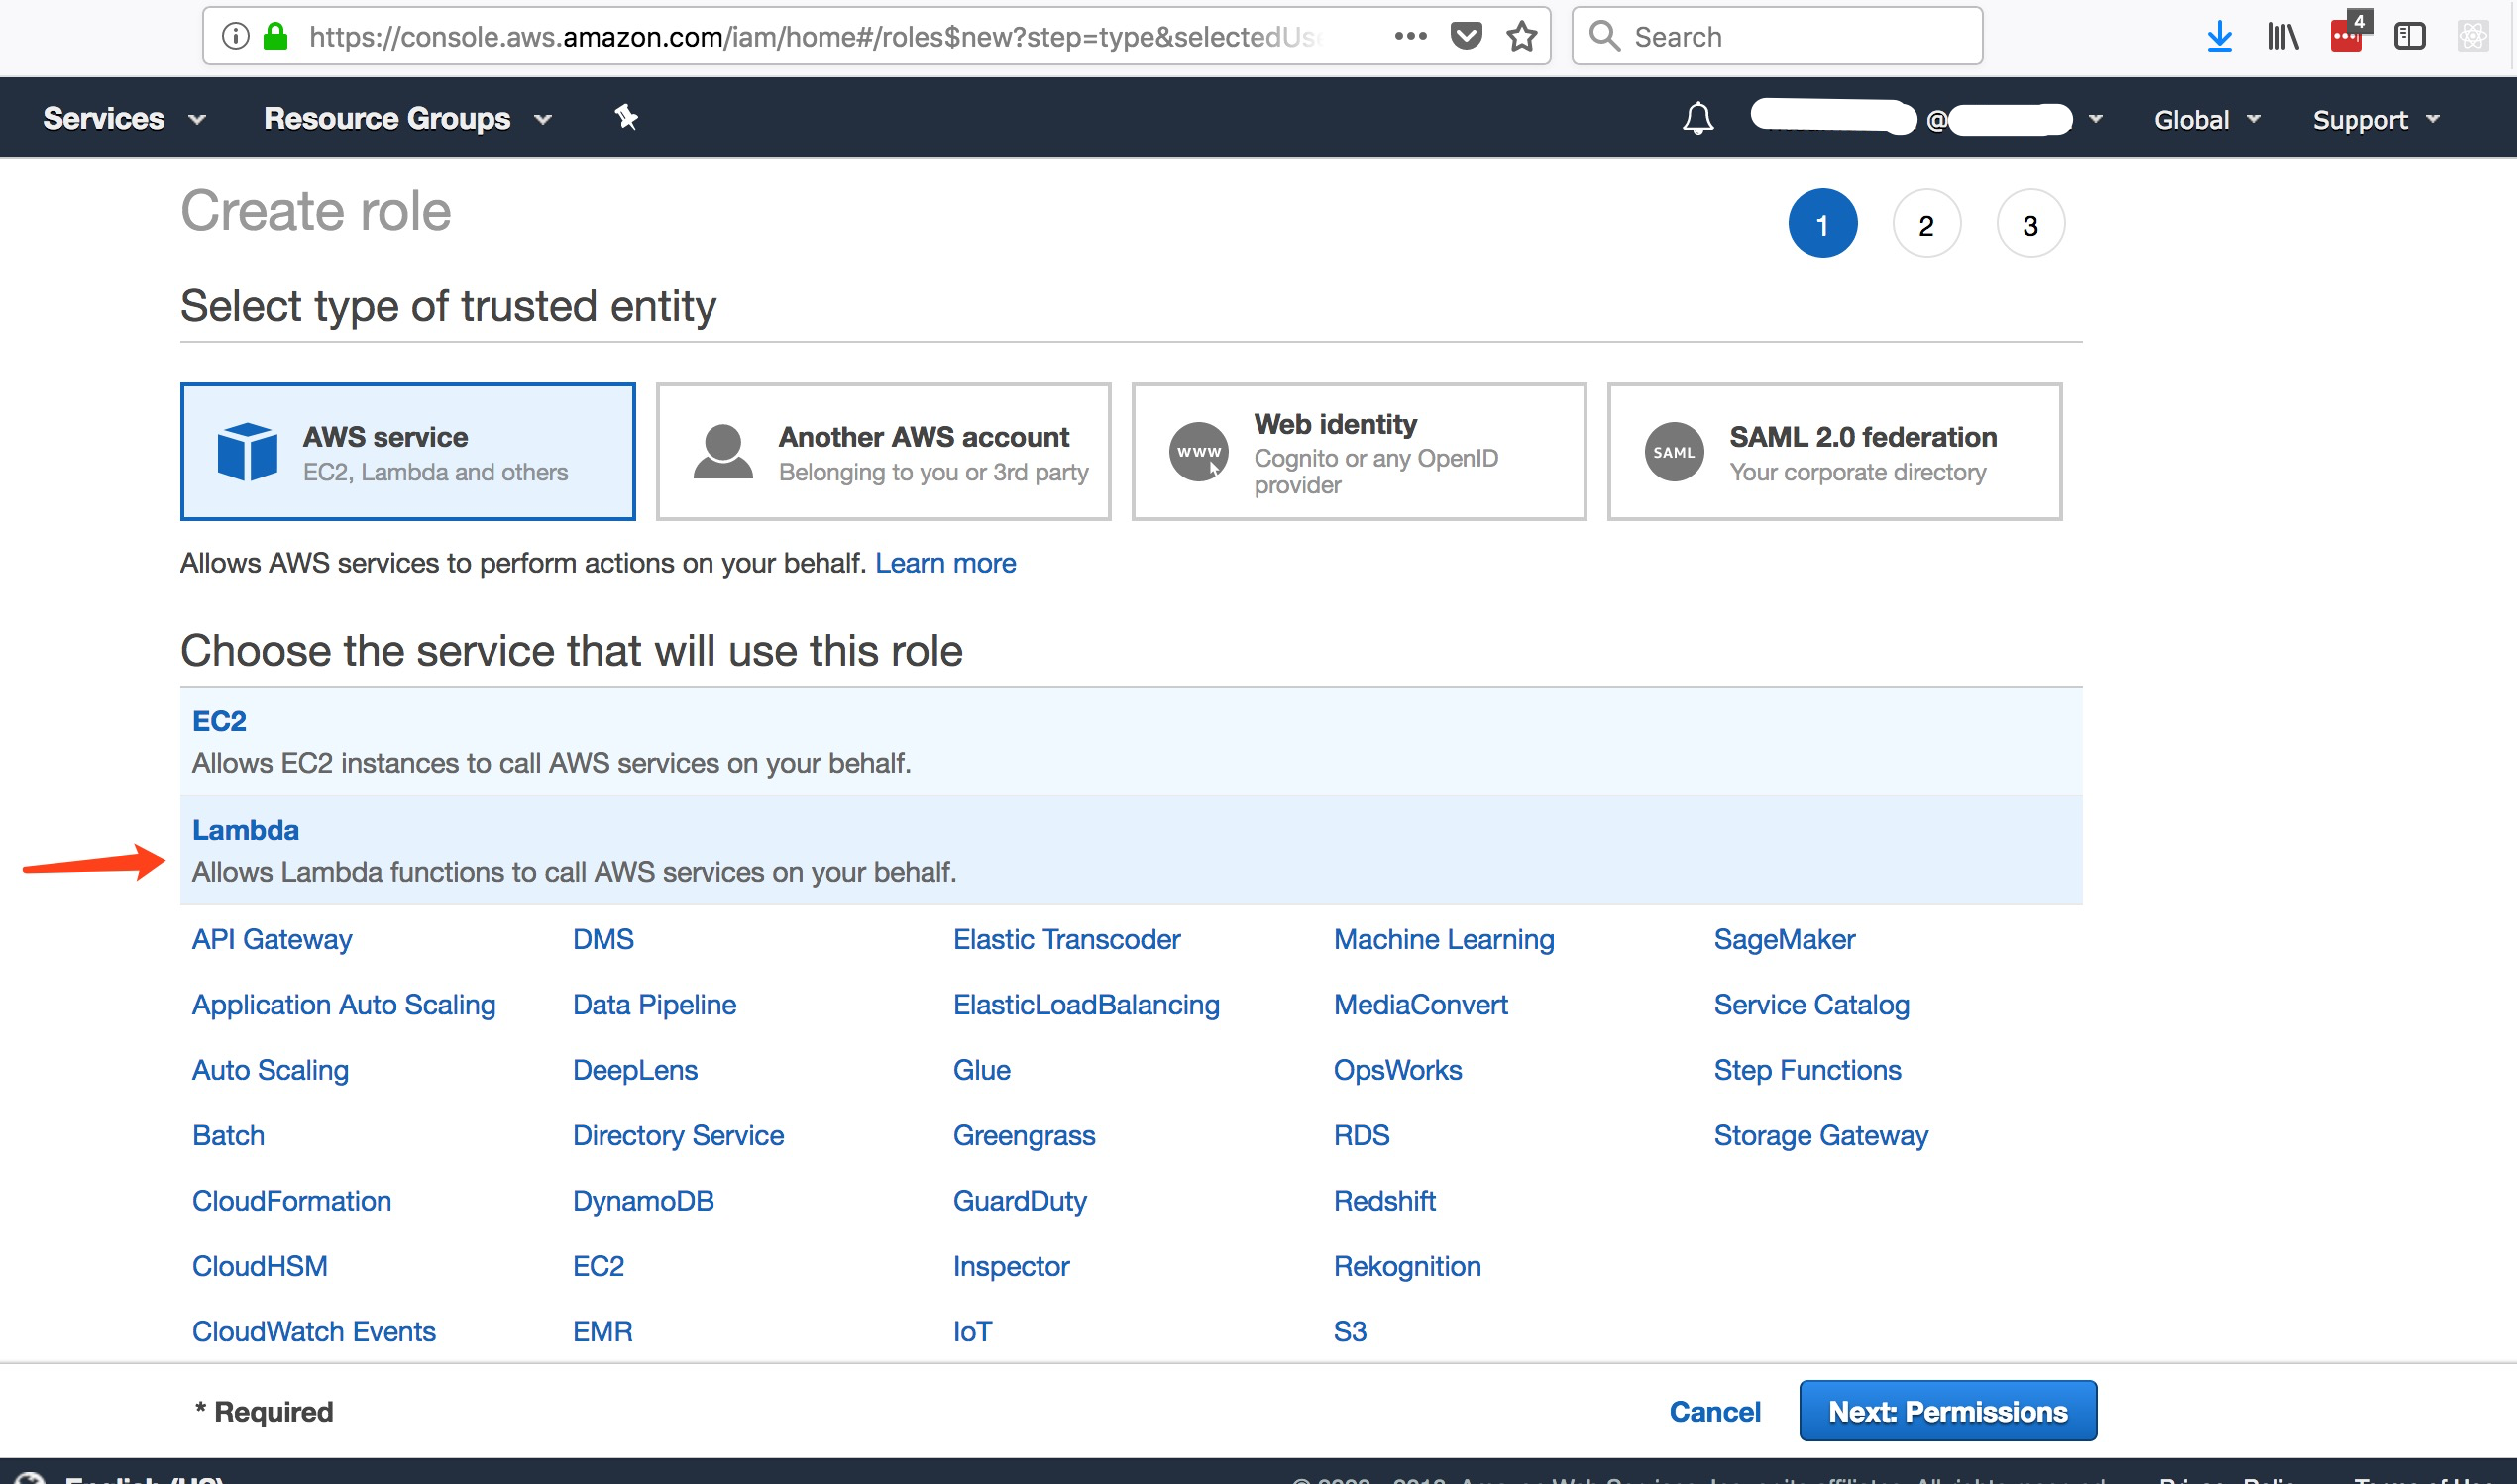 https://console.aws.amazon.com/iam/home#/roles$new?step=type&selectedUs
Search
4
Services
Resource Groups
@
Global
Support
Create role
1
2
3
Select type of trusted entity
AWS service
EC2, Lambda and others
Another AWS account
Belonging to you or 3rd party
www
Web identity
Cognito or any OpenID
provider
SAML
SAML 2.0 federation
Your corporate directory
Allows AWS services to perform actions on your behalf. Learn more
Choose the service that will use this role
EC2
Allows EC2 instances to call AWS services on your behalf.
Lambda
Allows Lambda functions to call AWS services on your behalf.
API Gateway DMS Elastic Transcoder Machine Learning SageMaker
Application Auto Scaling Data Pipeline ElasticLoadBalancing MediaConvert Service Catalog
Auto Scaling DeepLens Glue OpsWorks Step Functions
Batch Directory Service Greengrass RDS Storage Gateway
CloudFormation DynamoDB GuardDuty Redshift
CloudHSM EC2 Inspector Rekognition
CloudWatch Events EMR IoT S3
* Required
Cancel
Next: Permissions
English (US)